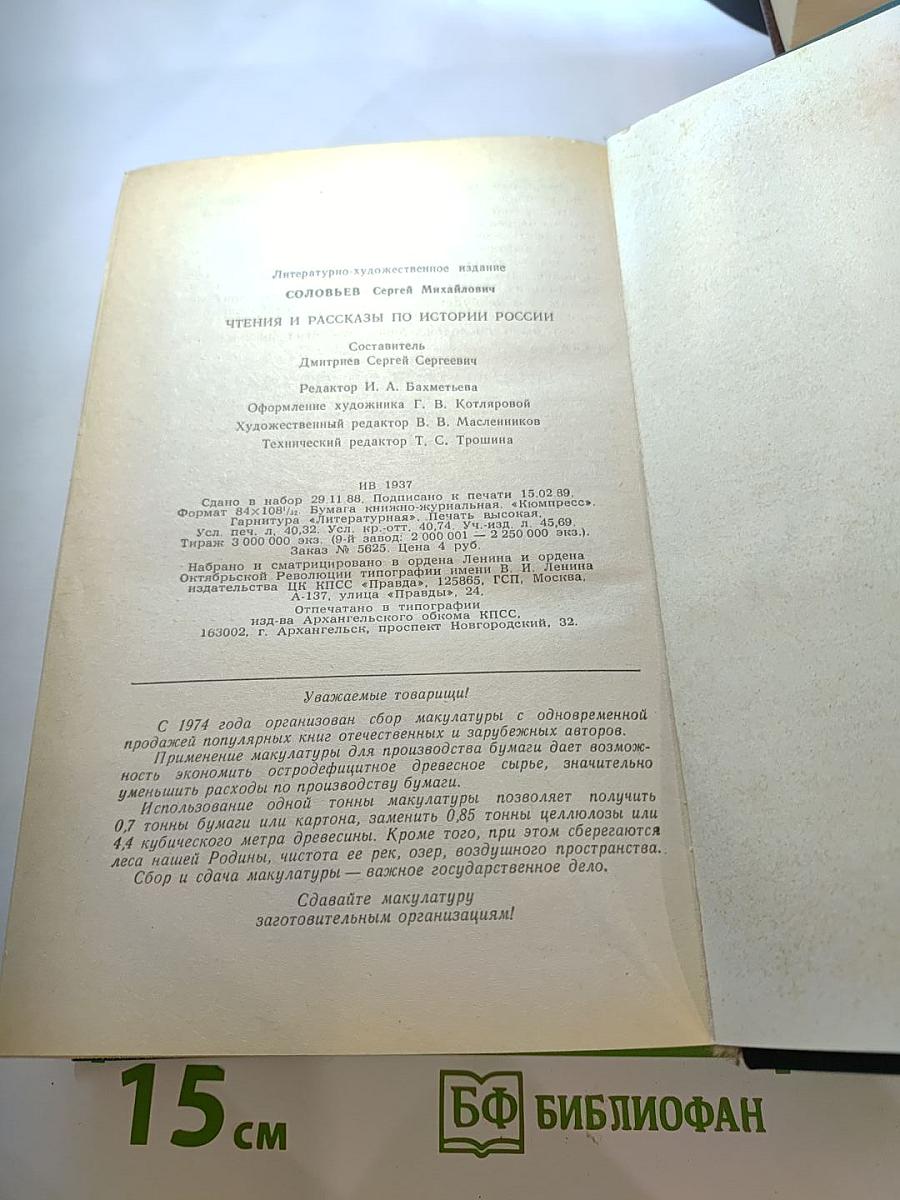 Литературно-художественное издание
СОЛОВЬЕВ Сергей Михайлович
ЧТЕНИЯ И РАССКАЗЫ ПО ИСТОРИИ РОССИИ
Составитель
Дмитриев Сергей Сергеевич
Редактор И. А. Бахметьева
Оформление художника Г. В. Котляровой
Художественный редактор В. В. Масленников
Технический редактор Т. С. Трошина
ИВ 1937
Сдано в набор 29.11.88. Подписано к печати 15.02.89.
Формат 84×108¹/₃₂. Бумага книжно-журнальная. «Кюмпресс».
Гарнитура «Литературная». Печать высокая.
Усл. печ. л. 40,32. Усл. кр.-отт. 40,74. Уч.-изд. л. 45,69.
Тираж 3 000 000 экз. (9-й завод: 2 000 001 — 2 250 000 экз.).
Заказ № 5625. Цена 4 руб.
Набрано и сматрицировано в ордена Ленина и ордена
Октябрьской Революции типографии имени В. И. Ленина
издательства ЦК КПСС «Правда», 125865, ГСП, Москва,
А-137, улица «Правды», 24.
Отпечатано в типографии
изд-ва Архангельского обкома КПСС,
163002, г. Архангельск, проспект Новгородский, 32.
Уважаемые товарищи!
С 1974 года организован сбор макулатуры с одновременной
продажей популярных книг отечественных и зарубежных авторов.
Применение макулатуры для производства бумаги дает возмож-
ность экономить остродефицитное древесное сырье, значительно
уменьшить расходы по производству бумаги.
Использование одной тонны макулатуры позволяет получить
0,7 тонны бумаги или картона, заменить 0,85 тонны целлюлозы или
4,4 кубического метра древесины. Кроме того, при этом сберегаются
леса нашей Родины, чистота ее рек, озер, воздушного пространства.
Сбор и сдача макулатуры — важное государственное дело.
Сдавайте макулатуру
заготовительным организациям!
15 см
БФ БИБЛИОФАН